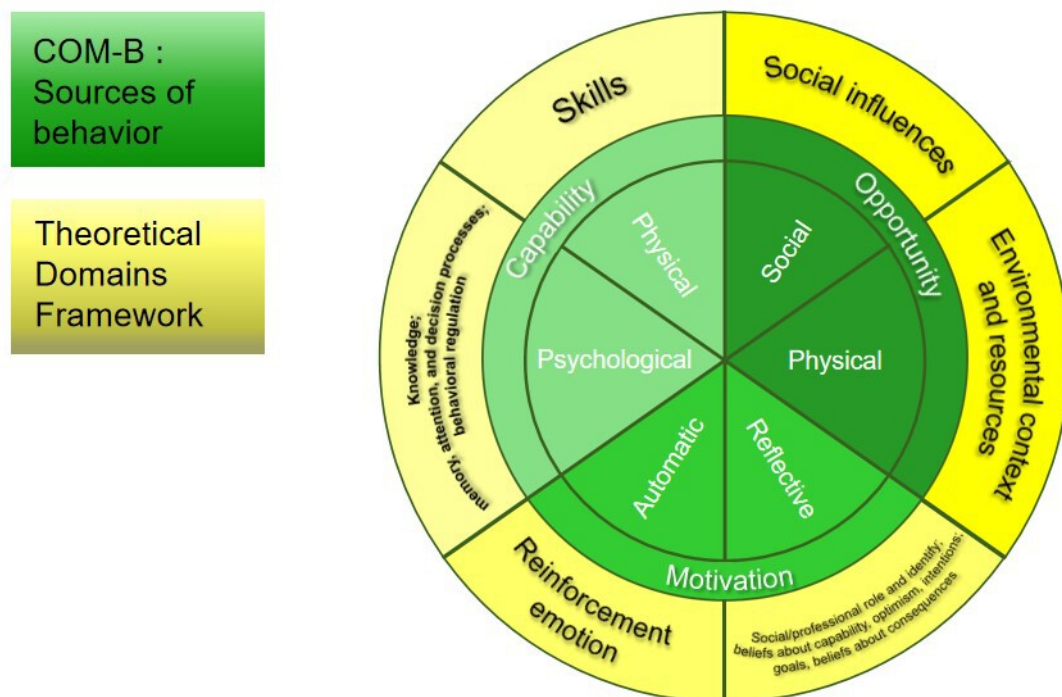 COM-B :
Sources of
behavior
Theoretical
Domains
Framework
Skills
Social influences
Environmental context
and resources
Social/professional role and identify;
beliefs about capability, optimism, intentions;
goals, beliefs about consequences
Reinforcement
emotion
Knowledge;
memory, attention, and decision processes;
behavioral regulation
Capability
Opportunity
Motivation
Physical
Social
Psychological
Physical
Automatic
Reflective